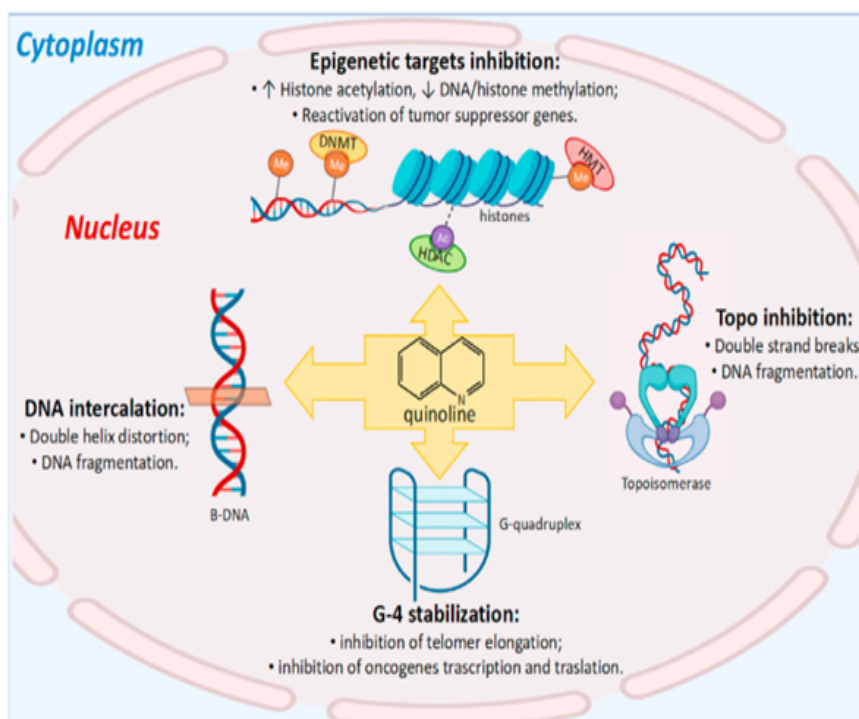 Cytoplasm
Epigenetic targets inhibition:
• ↑ Histone acetylation, ↓ DNA/histone methylation;
• Reactivation of tumor suppressor genes.
DNMT
Me
Me
HMT
Me
histones
Ac
HDAC
Nucleus
Topo inhibition:
• Double strand breaks
• DNA fragmentation.
Topoisomerase
N
quinoline
DNA intercalation:
• Double helix distortion;
• DNA fragmentation.
B-DNA
G-quadruplex
G-4 stabilization:
• inhibition of telomer elongation;
• inhibition of oncogenes trascription and traslation.